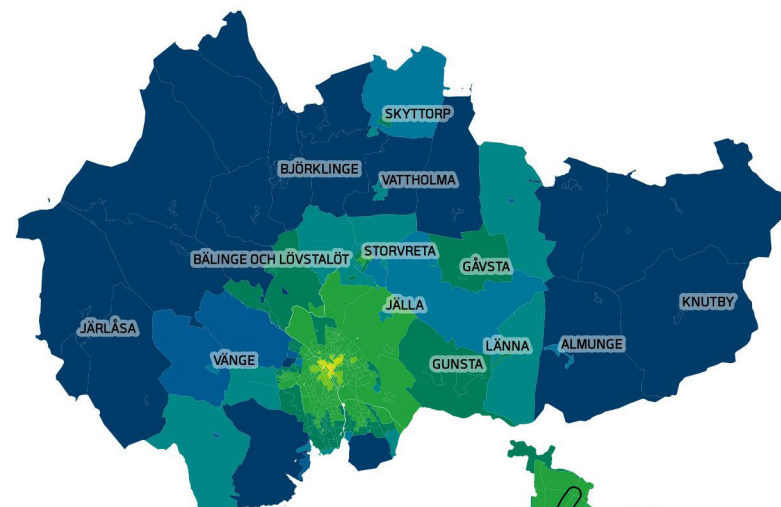 SKYTTORP
BJÖRKLINGE
VATTHOLMA
BÄLINGE OCH LÖVSTALÖT
STORVRETA
GÅVSTA
JÄLLA
KNUTBY
JÄRLÅSA
VÄNGE
GUNSTA
LÄNNA
ALMUNGE